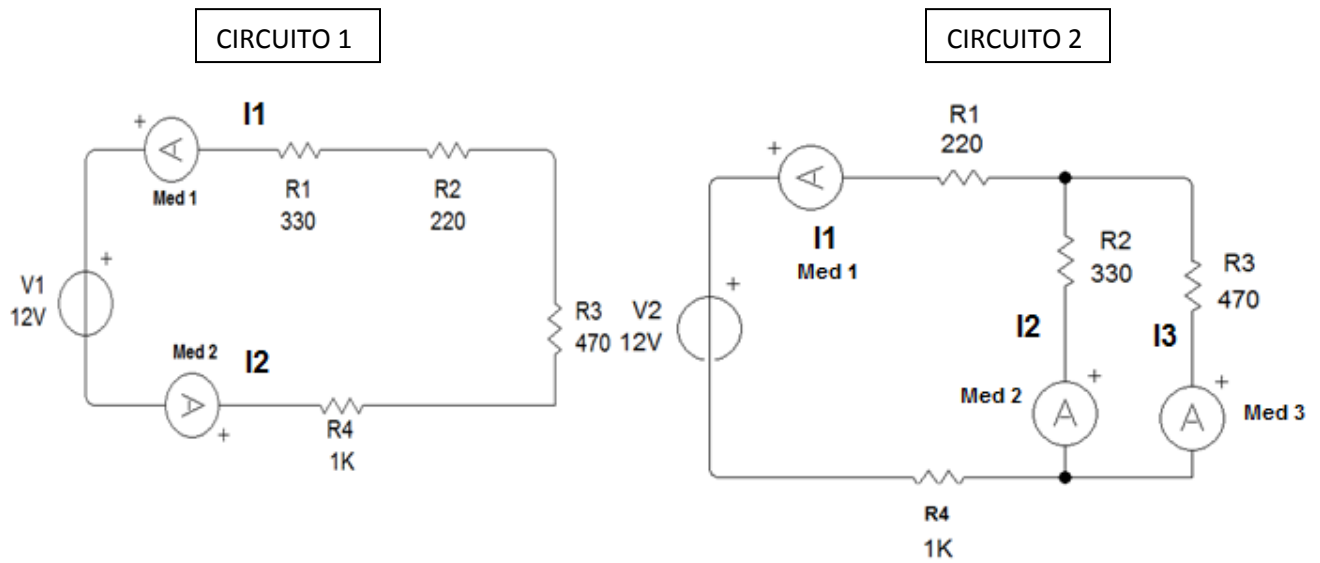 CIRCUITO 1
I1
+
A
Med 1
R1
330
R2
220
V1
12V
+
R3
470
Med 2
I2
A
+
R4
1K
CIRCUITO 2
R1
220
+
A
I1
Med 1
R2
330
R3
470
V2
12V
+
I2
I3
Med 2
A
+
A
+
Med 3
R4
1K